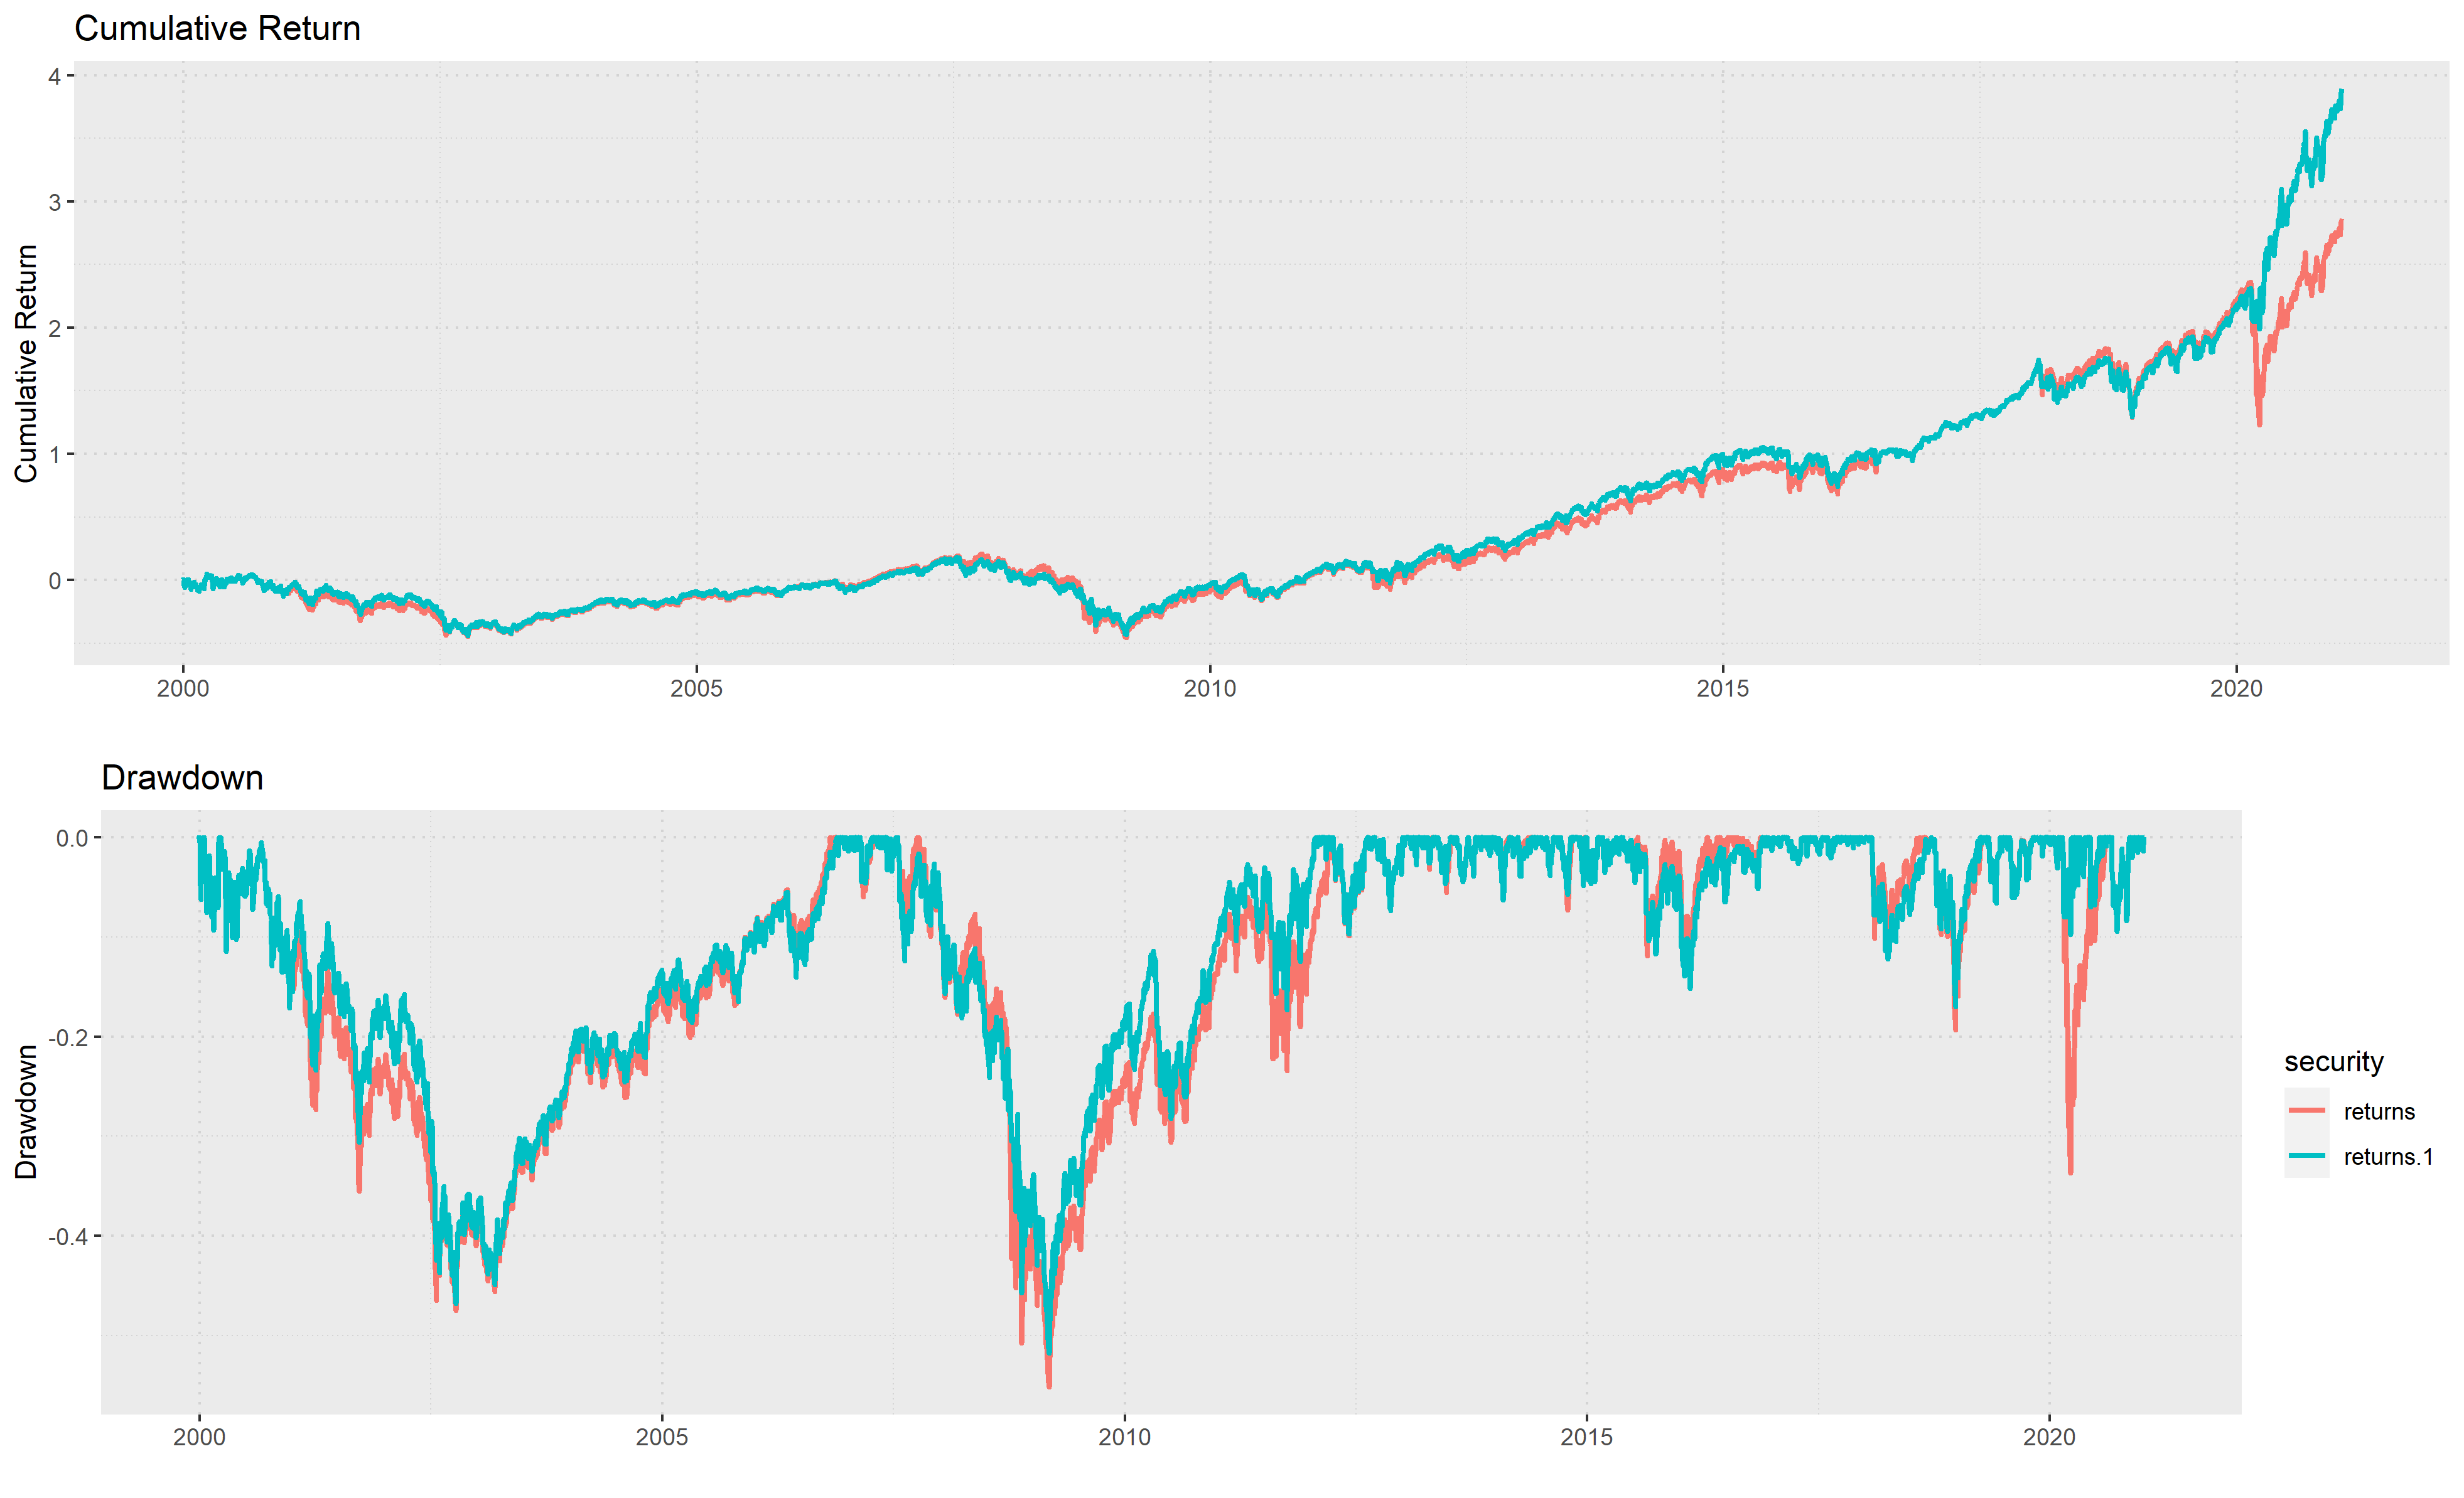 Cumulative Return
Cumulative Return
4
3
2
1
0
2000 2005 2010 2015 2020
Drawdown
Drawdown
0.0
-0.2
-0.4
2000 2005 2010 2015 2020
security
returns
returns.1